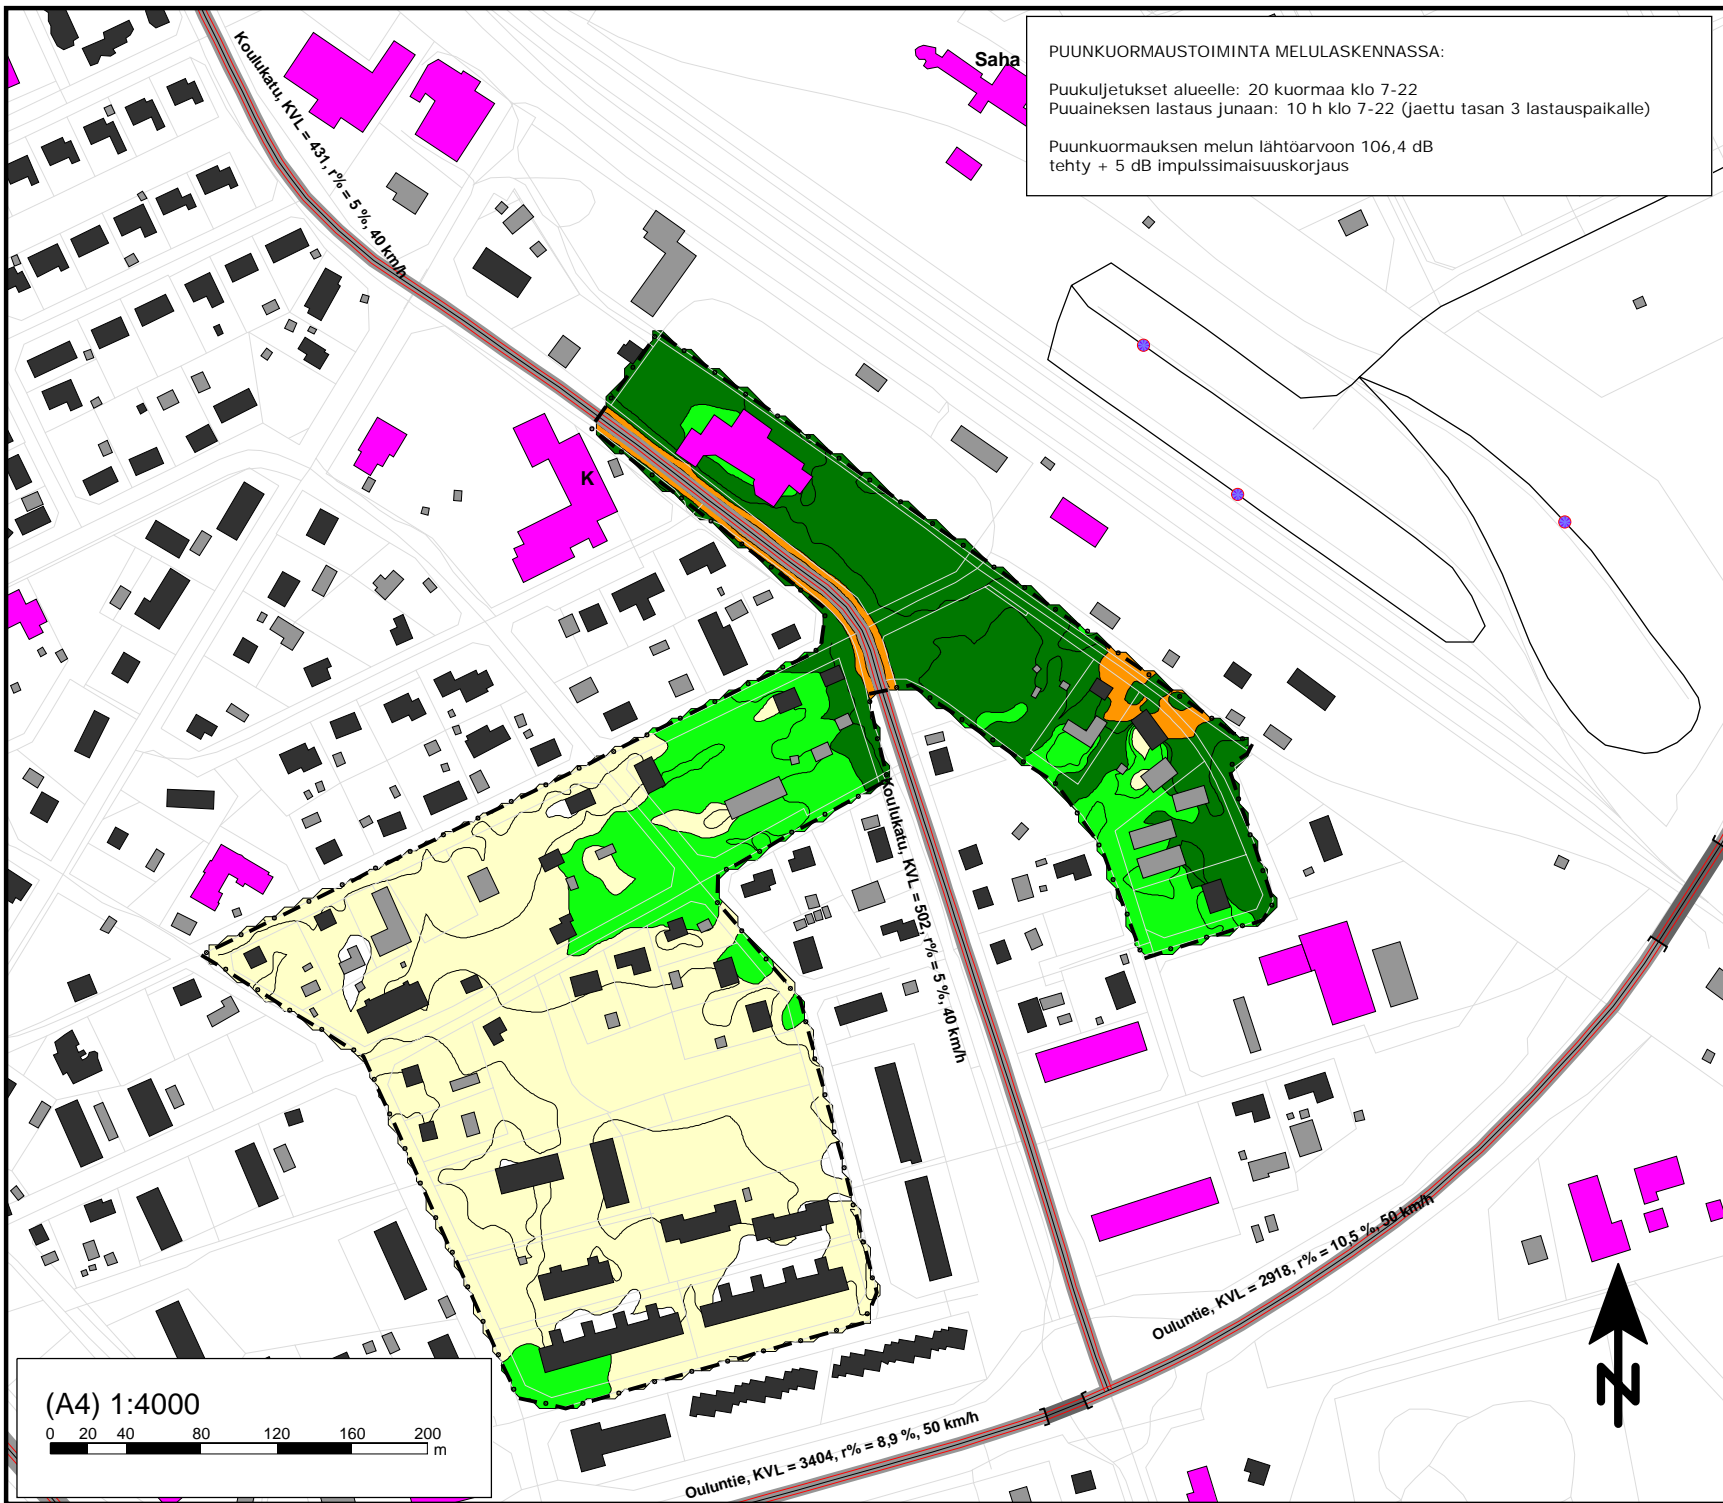 Saha
PUUNKUORMAUSTOIMINTA MELULASKENNASSA:
Puukuljetukset alueelle: 20 kuormaa klo 7-22
Puuaineksen lastaus junaan: 10 h klo 7-22 (jaettu tasan 3 lastauspaikalle)
Puunkuormauksen melun lähtöarvoon 106,4 dB
tehty + 5 dB impulssimaisuuskorjaus
Koulukatu, KVL = 431, r% = 5 %, 40 km/h
K
Koulukatu, KVL = 502, r% = 5 %, 40 km/h
Ouluntie, KVL = 2918, r% = 10,5 %, 50 km/h
Ouluntie, KVL = 3404, r% = 8,9 %, 50 km/h
(A4) 1:4000
0 20 40 80 120 160 200
m
N